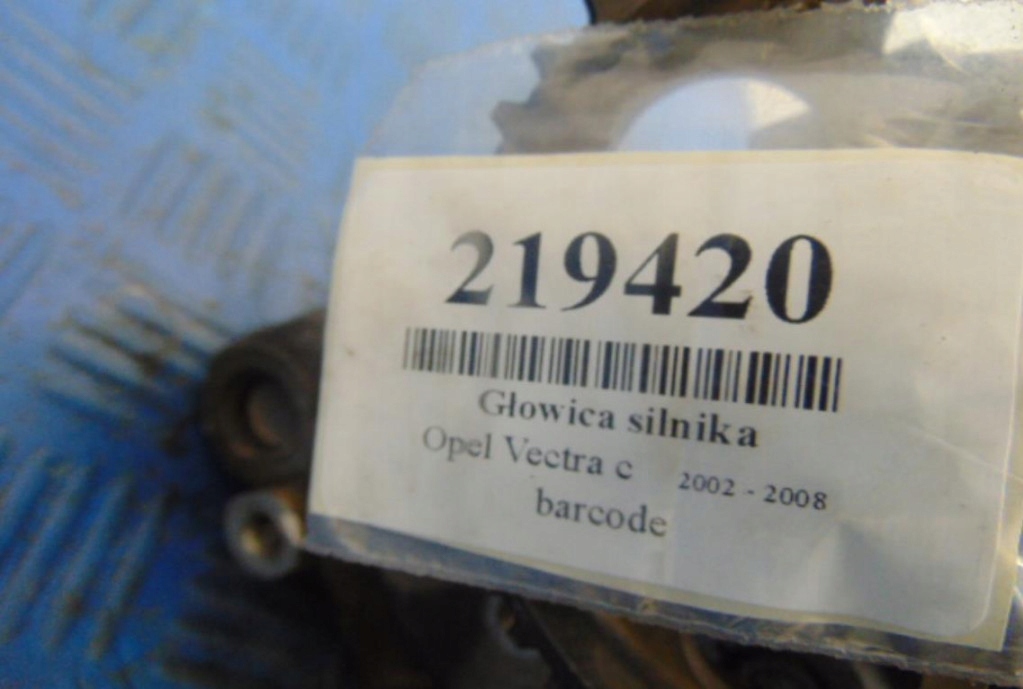 219420
Głowica silnika
Opel Vectra c 2002 - 2008
barcode